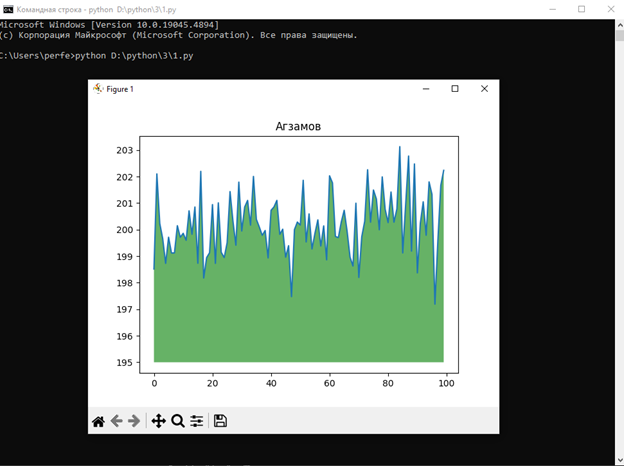 Командная строка - python D:\python\3\1.py
Microsoft Windows [Version 10.0.19045.4894]
(c) Корпорация Майкрософт (Microsoft Corporation). Все права защищены.
C:\Users\perfe>python D:\python\3\1.py
Figure 1
Агзамов
203
202
201
200
199
198
197
196
195
0 20 40 60 80 100